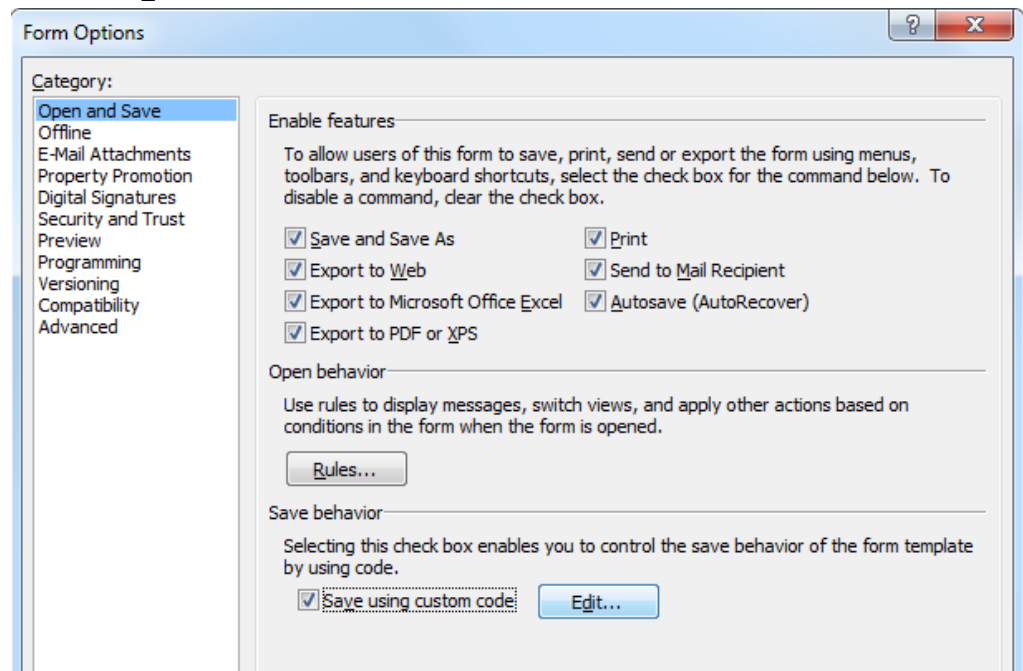 Form Options
?
X
Category:
Open and Save
Offline
E-Mail Attachments
Property Promotion
Digital Signatures
Security and Trust
Preview
Programming
Versioning
Compatibility
Advanced
Enable features
To allow users of this form to save, print, send or export the form using menus,
toolbars, and keyboard shortcuts, select the check box for the command below. To
disable a command, clear the check box.
Save and Save As
Print
Export to Web
Send to Mail Recipient
Export to Microsoft Office Excel
Autosave (AutoRecover)
Export to PDF or XPS
Open behavior
Use rules to display messages, switch views, and apply other actions based on
conditions in the form when the form is opened.
Rules...
Save behavior
Selecting this check box enables you to control the save behavior of the form template
by using code.
Save using custom code
Edit...